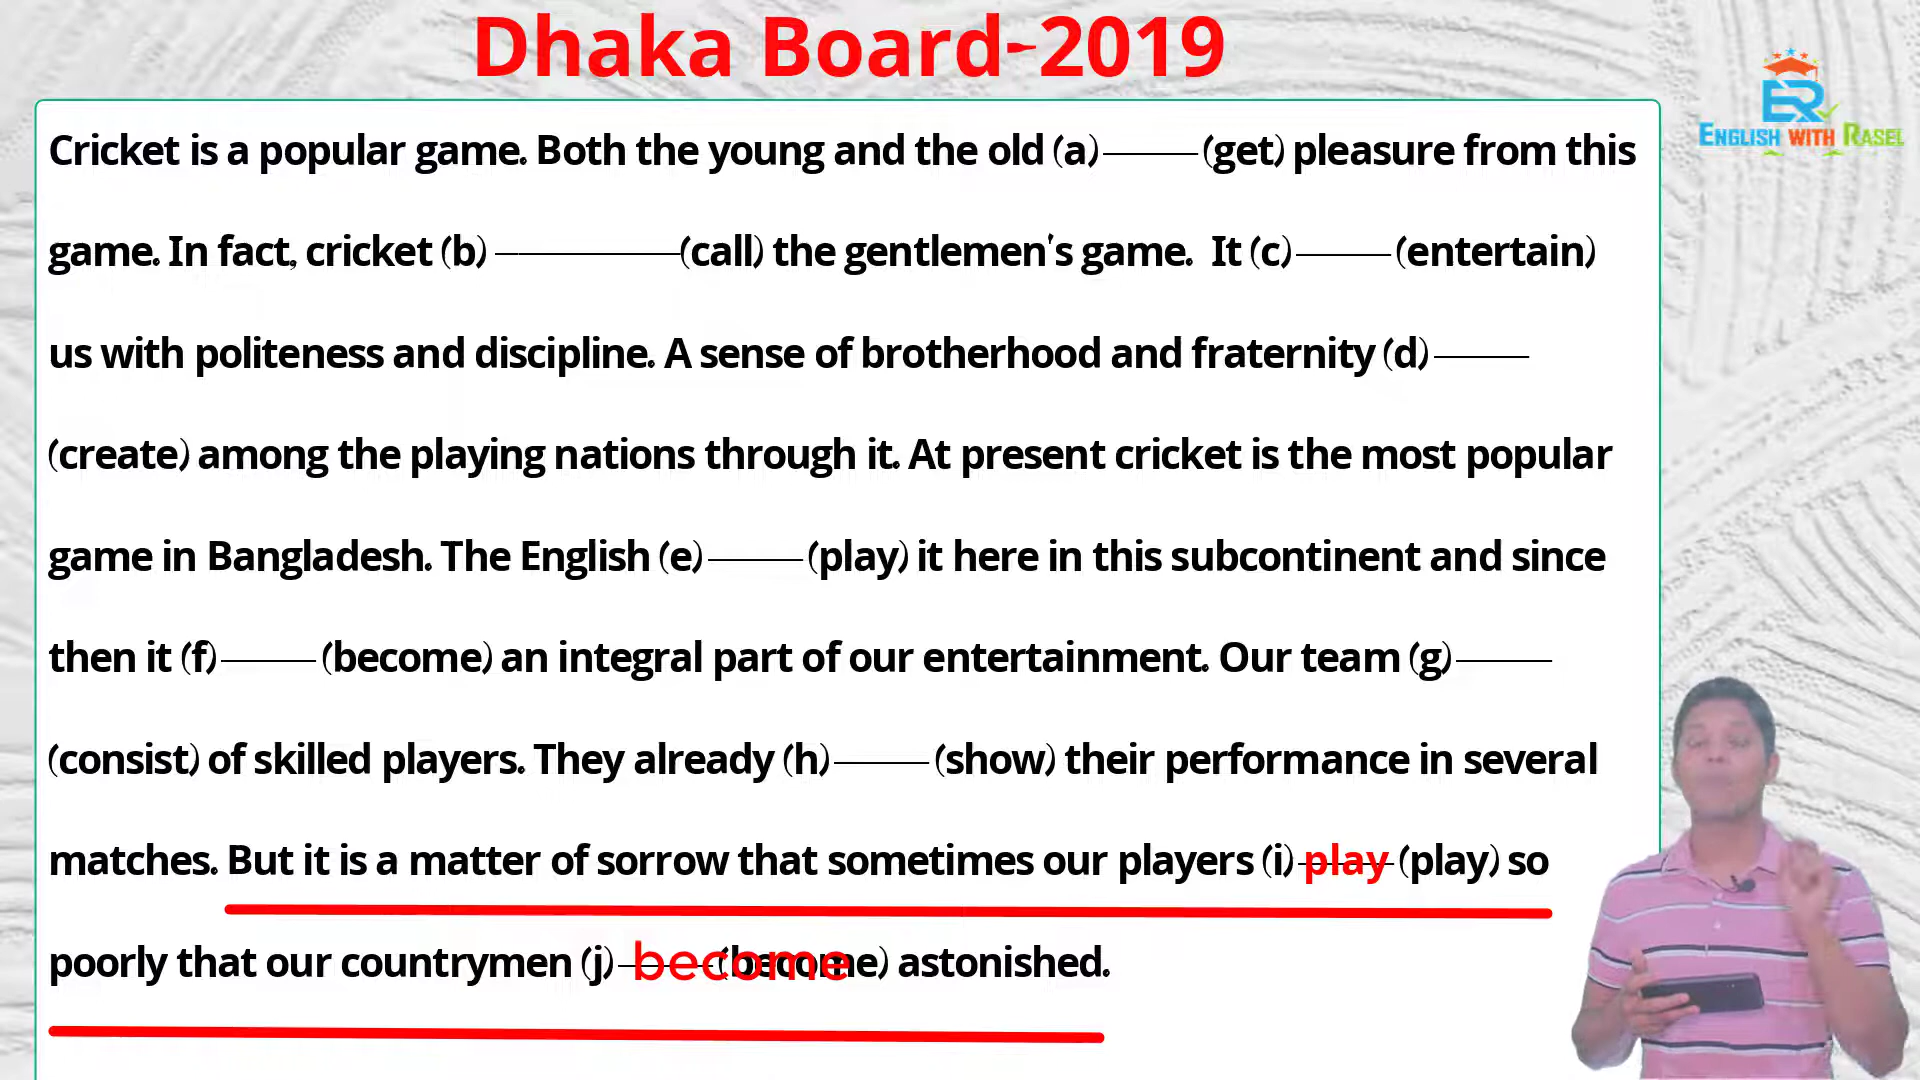 Dhaka Board-2019
ENGLISH WITH RASEL
Cricket is a popular game. Both the young and the old (a)———(get) pleasure from this
game. In fact, cricket (b) ——————(call) the gentlemen's game. It (c)———(entertain)
us with politeness and discipline. A sense of brotherhood and fraternity (d)———
(create) among the playing nations through it. At present cricket is the most popular
game in Bangladesh. The English (e)———(play) it here in this subcontinent and since
then it (f)———(become) an integral part of our entertainment. Our team (g)———
(consist) of skilled players. They already (h)———(show) their performance in several
matches. But it is a matter of sorrow that sometimes our players (i) play (play) so
poorly that our countrymen (j) become (become) astonished.